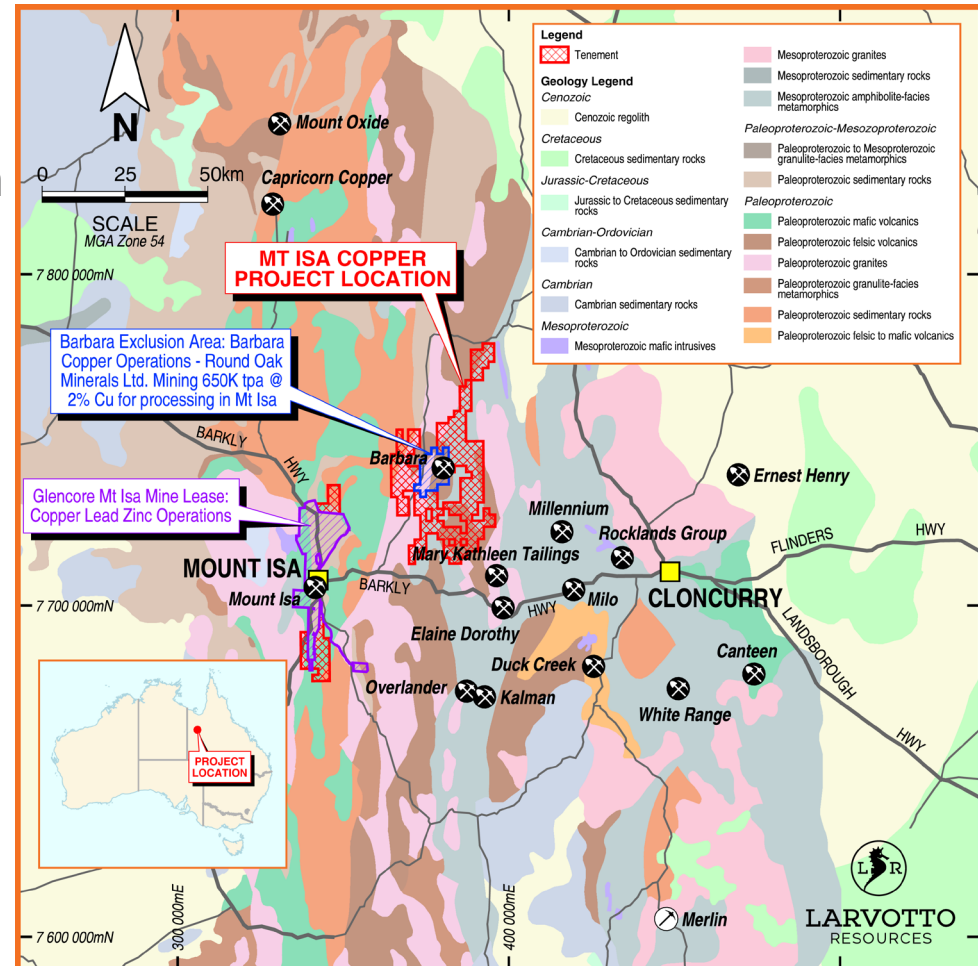 Legend
Tenement
Geology Legend
Cenozoic
Cenozoic regolith
Cretaceous
Cretaceous sedimentary rocks
Jurassic-Cretaceous
Jurassic to Cretaceous sedimentary
rocks
Cambrian-Ordovician
Cambrian to Ordovician sedimentary
rocks
Cambrian
Cambrian sedimentary rocks
Mesoproterozoic
Mesoproterozoic mafic intrusives
Mesoproterozoic granites
Mesoproterozoic sedimentary rocks
Mesoproterozoic amphibolite-facies
metamorphics
Paleoproterozoic-Mesozoproterozoic
Paleoproterozoic to Mesoproterozoic
granulite-facies metamorphics
Paleoproterozoic sedimentary rocks
Paleoproterozoic
Paleoproterozoic mafic volcanics
Paleoproterozoic felsic volcanics
Paleoproterozoic granites
Paleoproterozoic granulite-facies
metamorphics
Paleoproterozoic sedimentary rocks
Paleoproterozoic felsic to mafic volcanics
N
0 25 50km
SCALE
MGA Zone 54
Mount Oxide
Capricorn Copper
MT ISA COPPER
PROJECT LOCATION
7 800 000mN
Barbara Exclusion Area: Barbara
Copper Operations - Round Oak
Minerals Ltd. Mining 650K tpa @
2% Cu for processing in Mt Isa
BARKLY
HWY
Barbara
Ernest Henry
Glencore Mt Isa Mine Lease:
Copper Lead Zinc Operations
Millennium
Rocklands Group
FLINDERS
HWY
Mary Kathleen Tailings
MOUNT ISA
BARKLY
HWY
Mount Isa
Milo
CLONCURRY
7 700 000mN
Elaine Dorothy
LANDSBOROUGH
HWY
Duck Creek
Canteen
Overlander
Kalman
White Range
PROJECT
LOCATION
Merlin
L R
LARVOTTO
RESOURCES
7 600 000mN
300 000mE
400 000mE